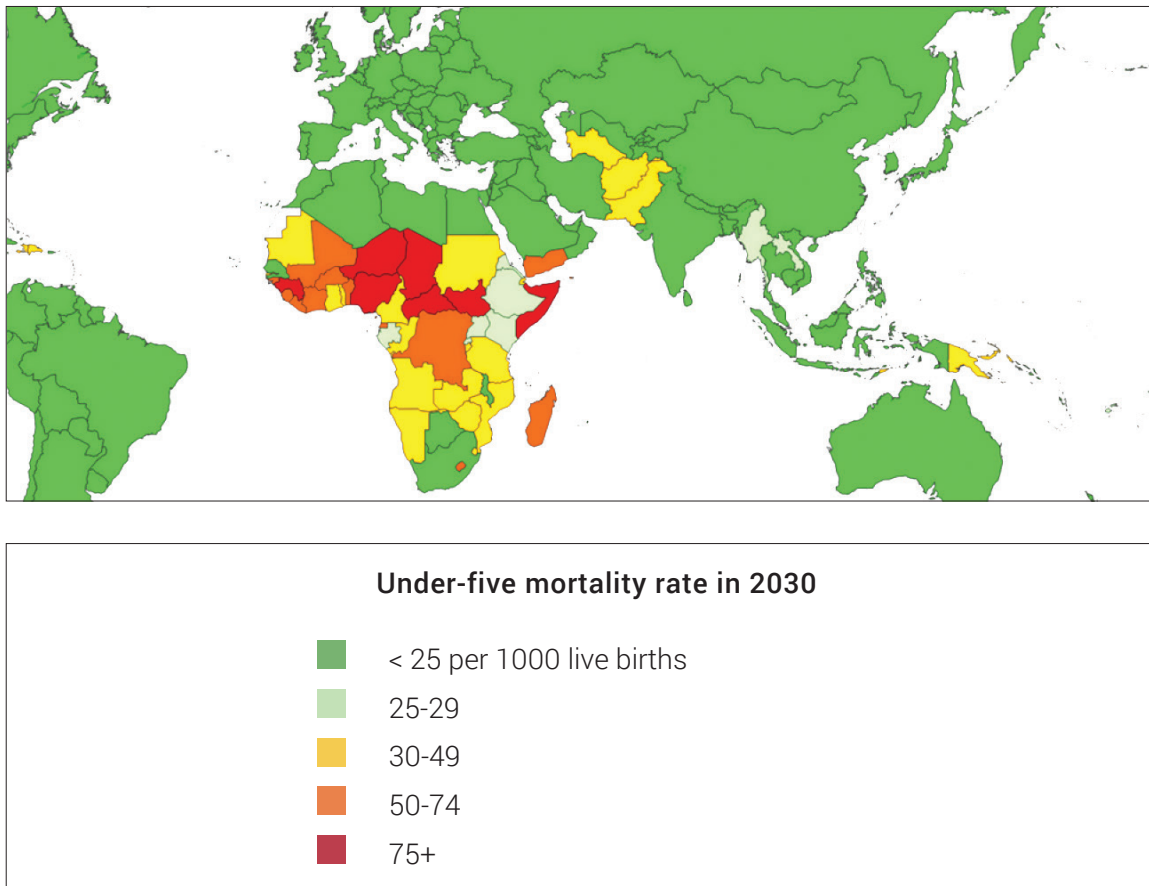 Under-five mortality rate in 2030
< 25 per 1000 live births
25-29
30-49
50-74
75+